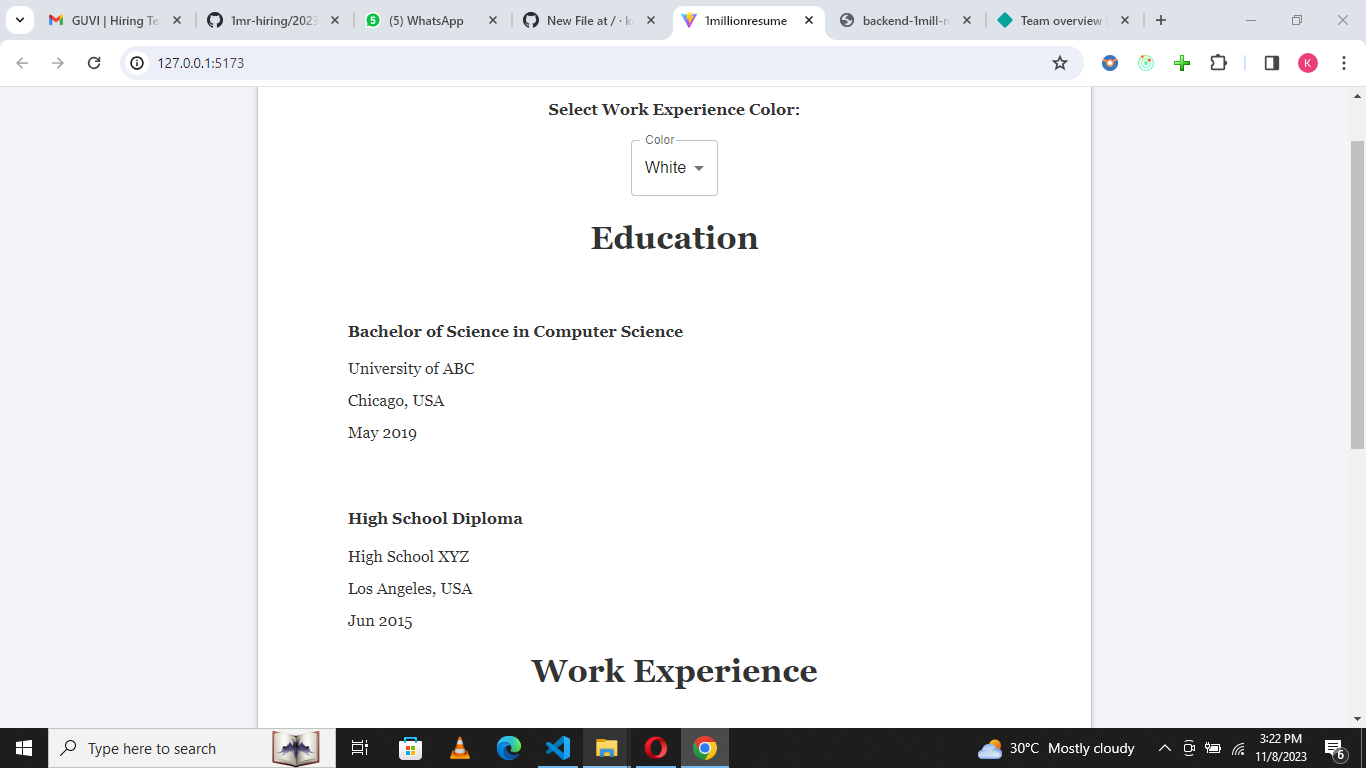 GUVI | Hiring Te
1mr-hiring/2023
(5) WhatsApp
New File at / · k
1millionresume
backend-1mill-r
Team overview
127.0.0.1:5173
K
Select Work Experience Color:
Color
White
Education
Bachelor of Science in Computer Science
University of ABC
Chicago, USA
May 2019
High School Diploma
High School XYZ
Los Angeles, USA
Jun 2015
Work Experience
Type here to search
30°C Mostly cloudy
3:22 PM
11/8/2023
6